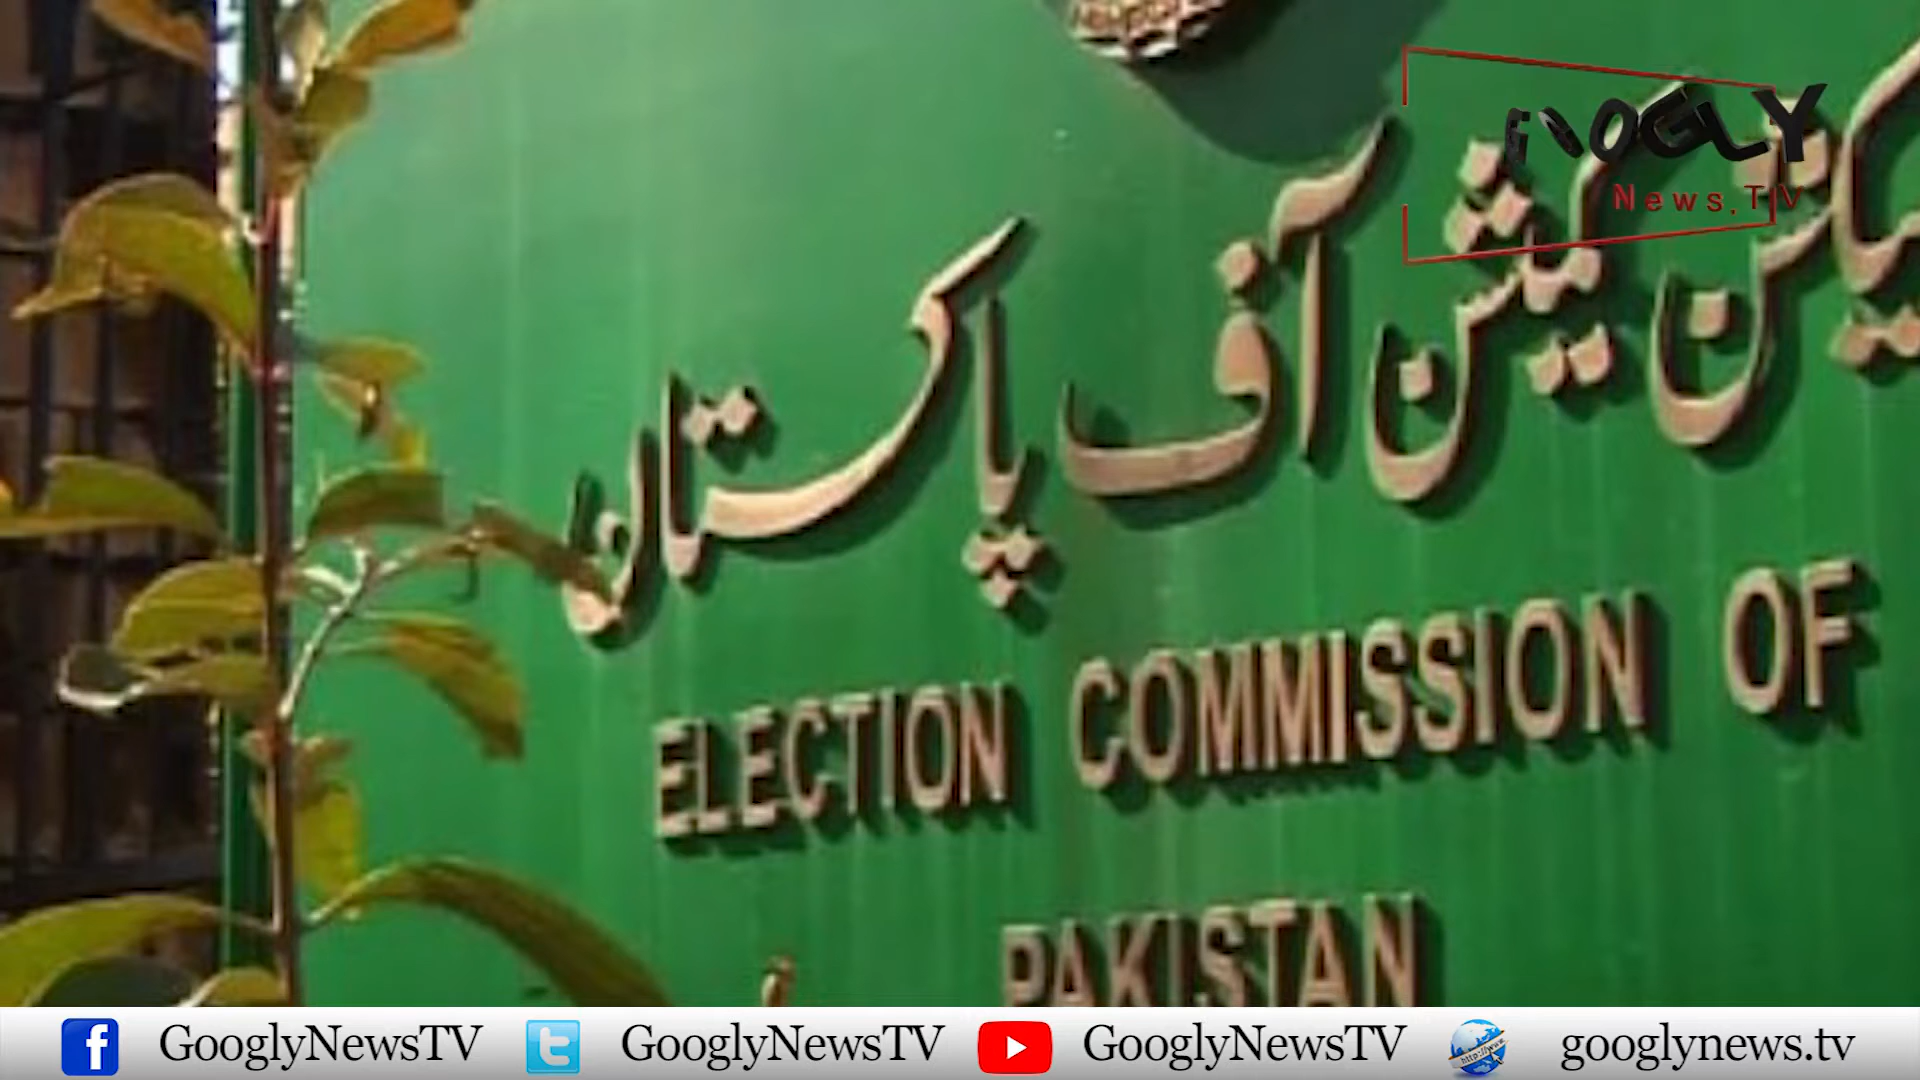 الیکشن کمیشن آف پاکستان
ELECTION COMMISSION OF
PAKISTAN
GOOGLY
News.TV
GooglyNewsTV
GooglyNewsTV
GooglyNewsTV
googlynews.tv